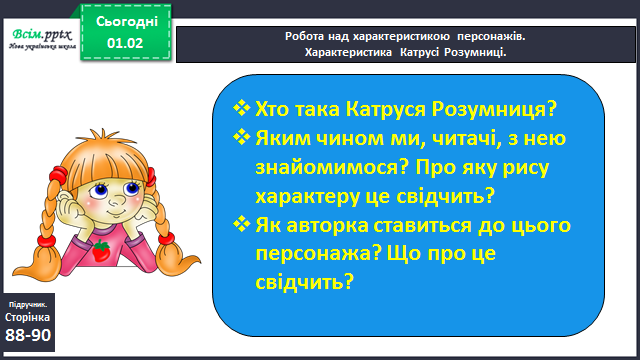 Всім.pptx
Нова українська школа
Сьогодні
01.02
Робота над характеристикою персонажів.
Характеристика Катрусі Розумниці.
❖ Хто така Катруся Розумниця?
❖ Яким чином ми, читачі, з нею
знайомимося? Про яку рису
характеру це свідчить?
❖ Як авторка ставиться до цього
персонажа? Що про це
свідчить?
Підручник.
Сторінка
88-90